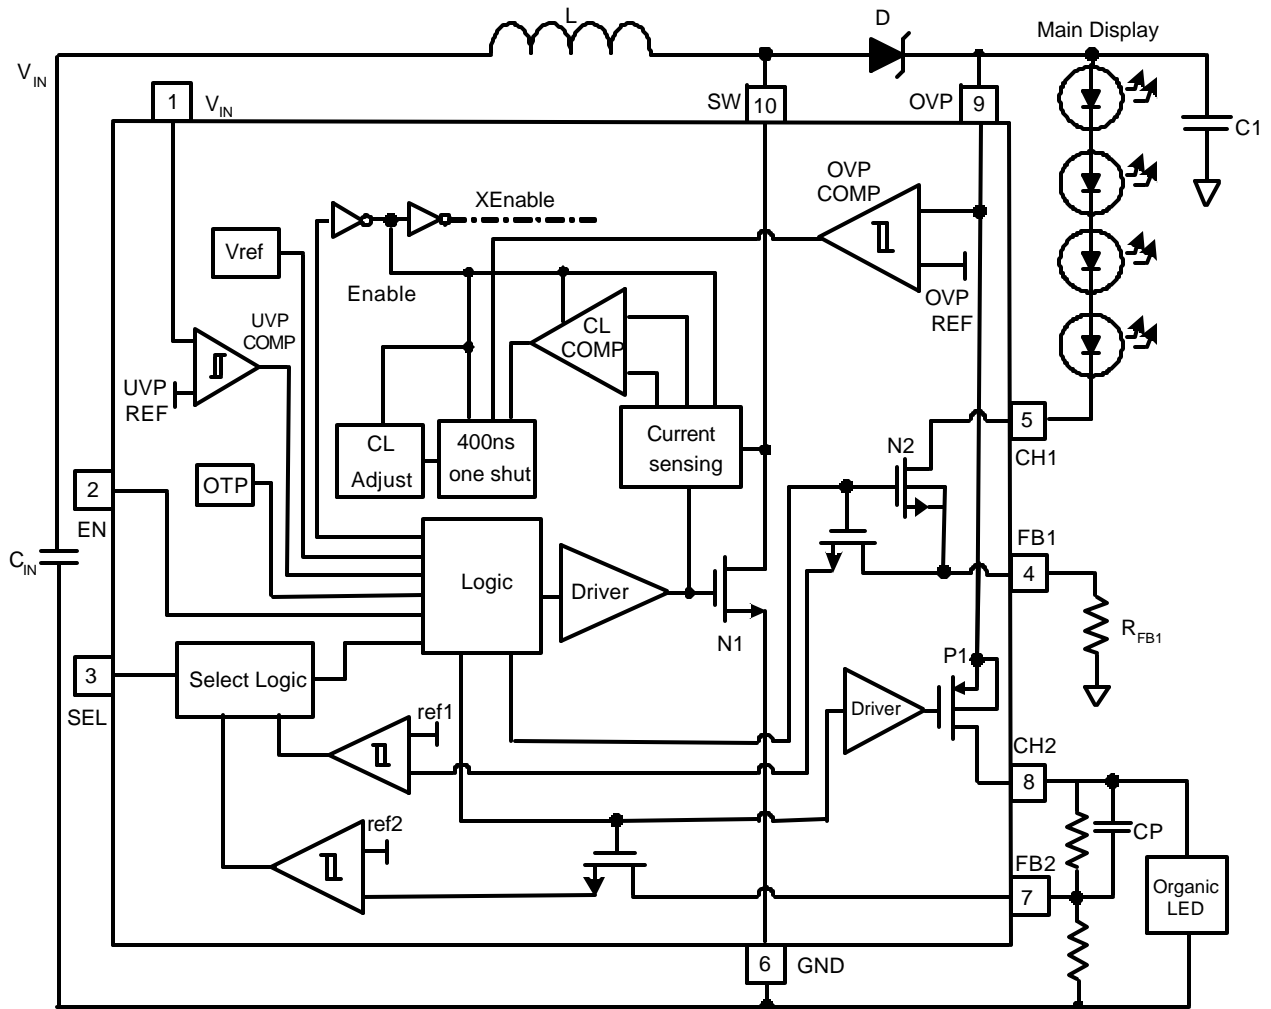 L
D
Main Display
VIN
1
VIN
SW
10
OVP
9
C1
OVP
COMP
XEnable
Vref
Enable
OVP
REF
UVP
COMP
CL
COMP
UVP
REF
CL
Adjust
400ns
one shut
Current
sensing
N2
5
CH1
2
EN
OTP
CIN
Logic
Driver
N1
FB1
4
RFB1
3
SEL
Select Logic
P1
Driver
ref1
CH2
8
ref2
CP
FB2
7
Organic
LED
6
GND